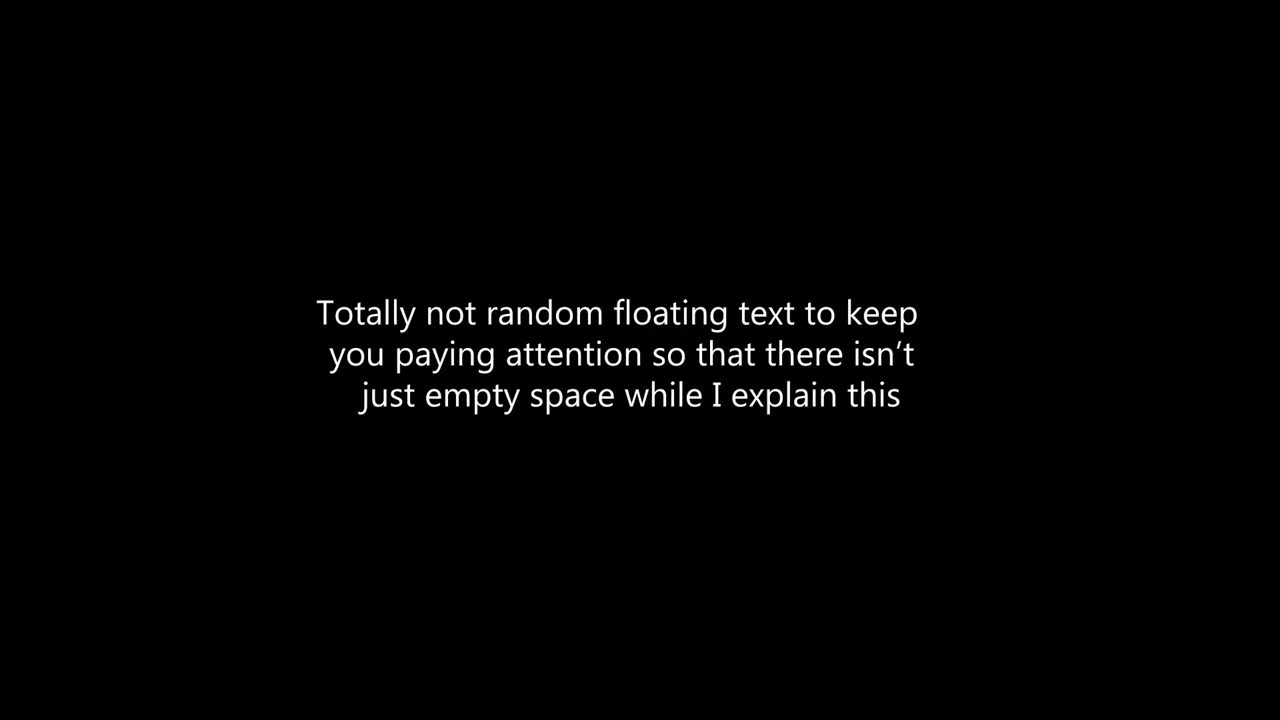 Totally not random floating text to keep
you paying attention so that there isn’t
just empty space while I explain this